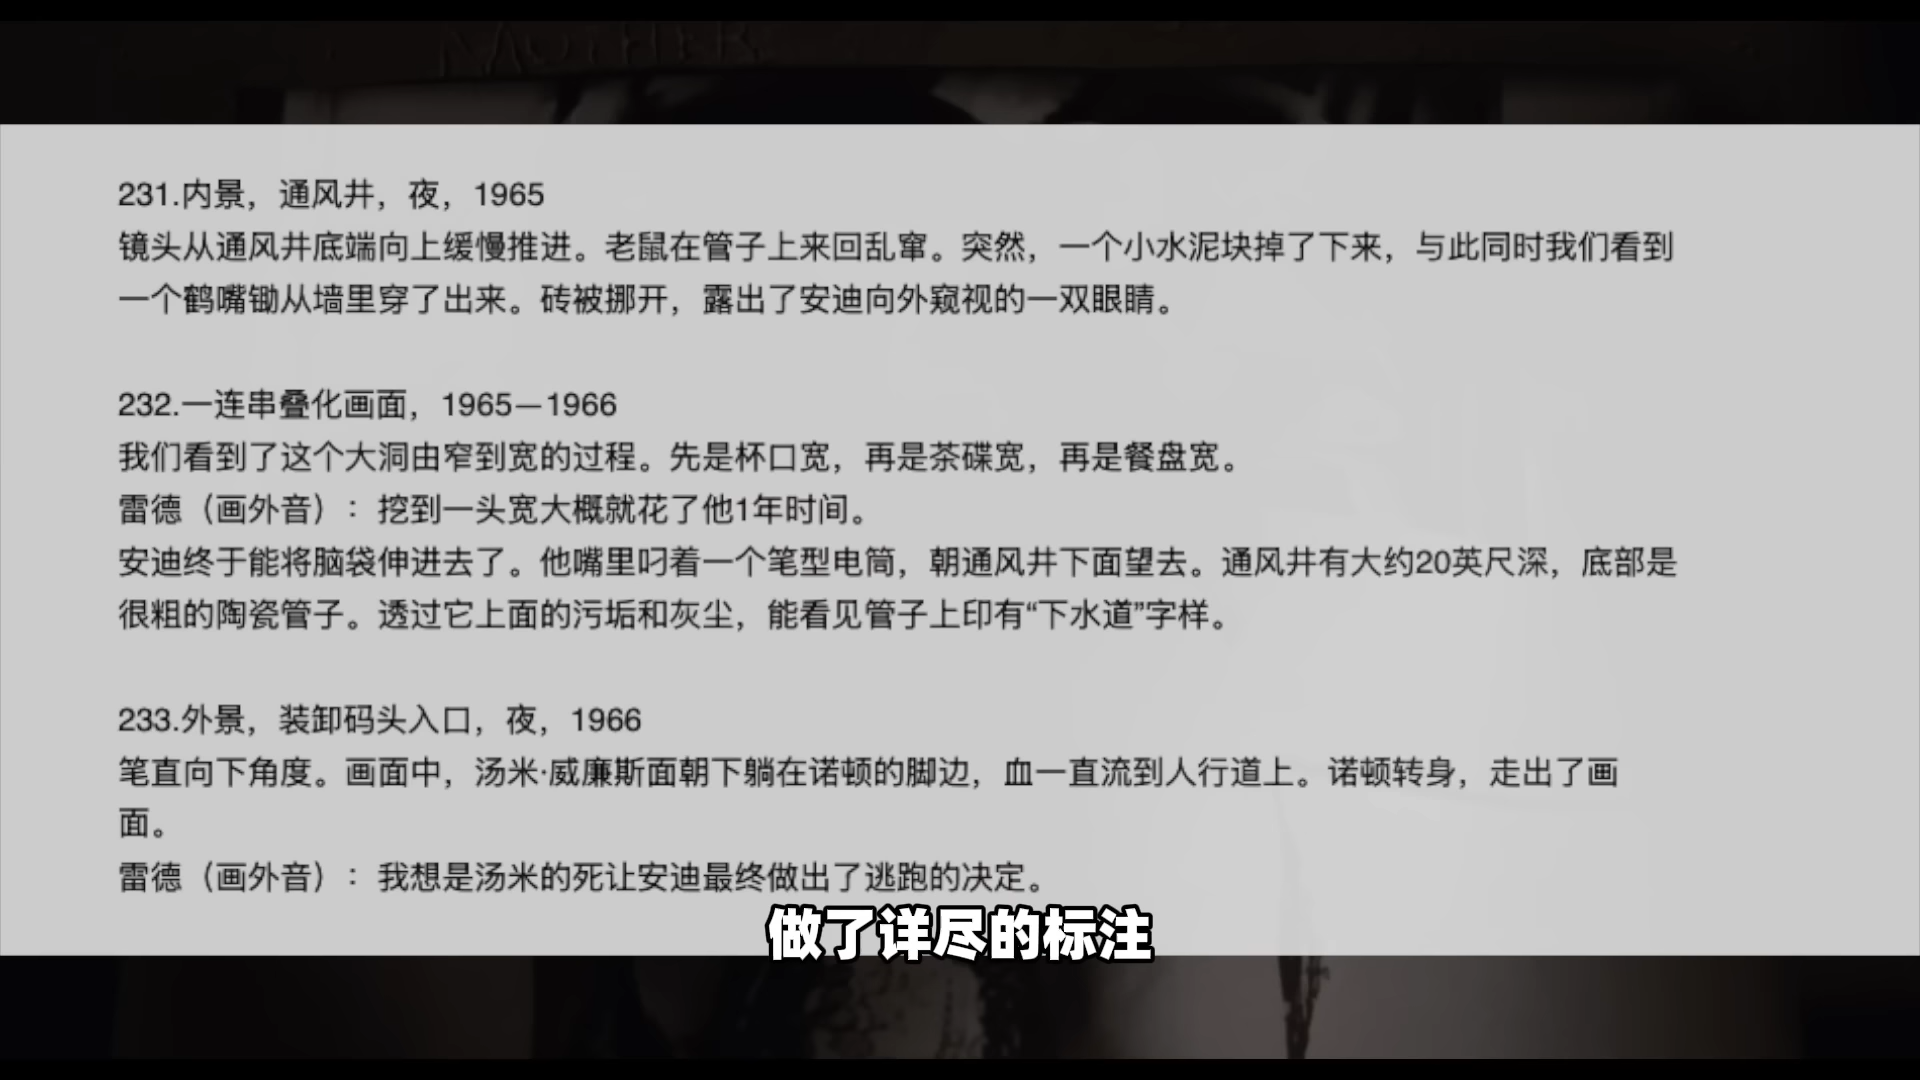 MOTHER
231.内景，通风井，夜，1965
镜头从通风井底端向上缓慢推进。老鼠在管子上来回乱窜。突然，一个小水泥块掉了下来，与此同时我们看到
一个鹤嘴锄从墙里穿了出来。砖被挪开，露出了安迪向外窥视的一双眼睛。
232.一连串叠化画面，1965—1966
我们看到了这个大洞由窄到宽的过程。先是杯口宽，再是茶碟宽，再是餐盘宽。
雷德（画外音）：挖到一头宽大概就花了他1年时间。
安迪终于能将脑袋伸进去了。他嘴里叼着一个笔型电筒，朝通风井下面望去。通风井有大约20英尺深，底部是
很粗的陶瓷管子。透过它上面的污垢和灰尘，能看见管子上印有“下水道”字样。
233.外景，装卸码头入口，夜，1966
笔直向下角度。画面中，汤米·威廉斯面朝下躺在诺顿的脚边，血一直流到人行道上。诺顿转身，走出了画
面。
雷德（画外音）：我想是汤米的死让安迪最终做出了逃跑的决定。
做了详尽的标注